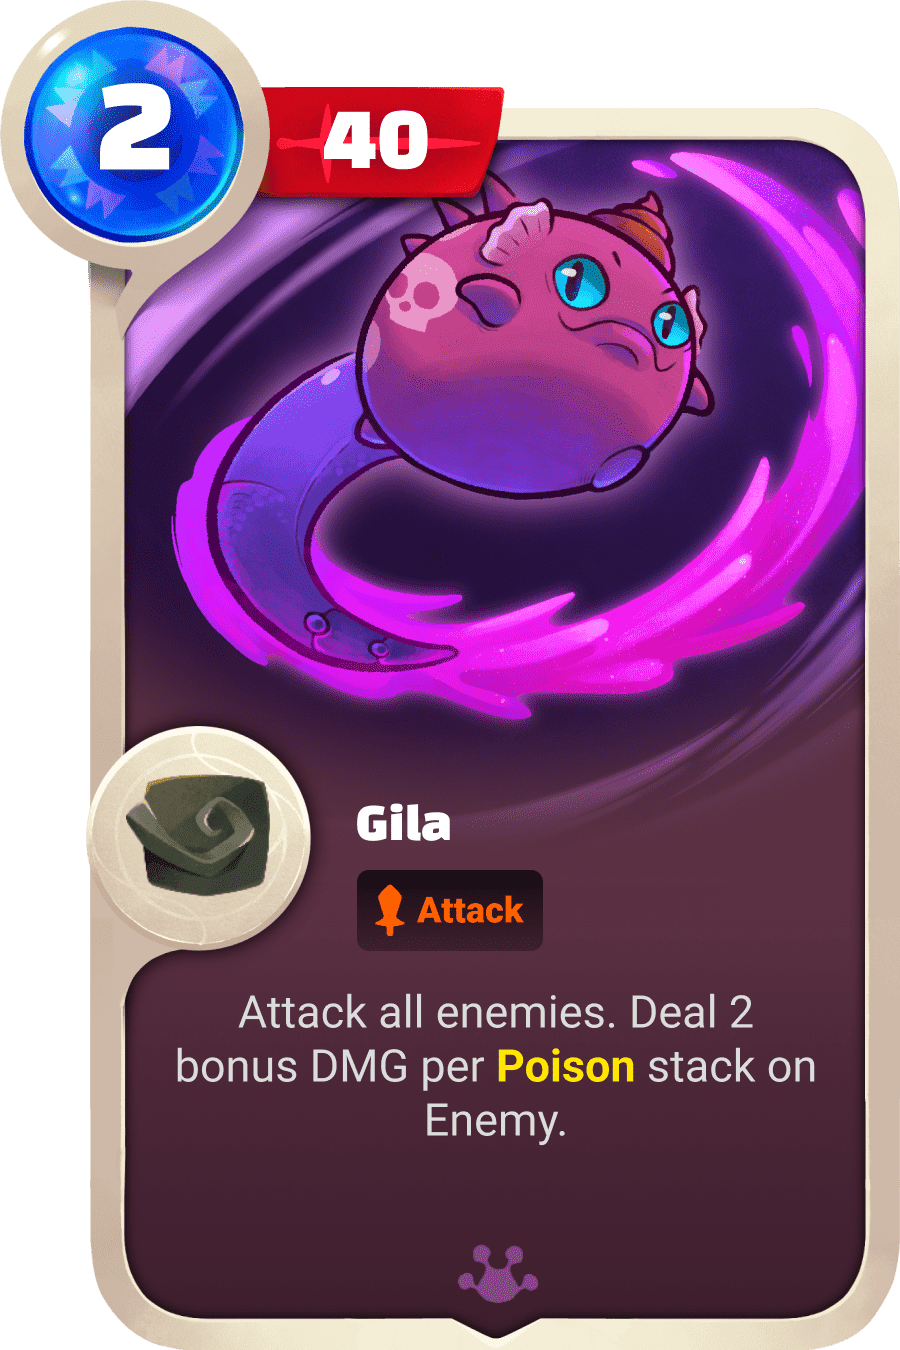 2
40
Gila
Attack
Attack all enemies. Deal 2
bonus DMG per Poison stack on
Enemy.